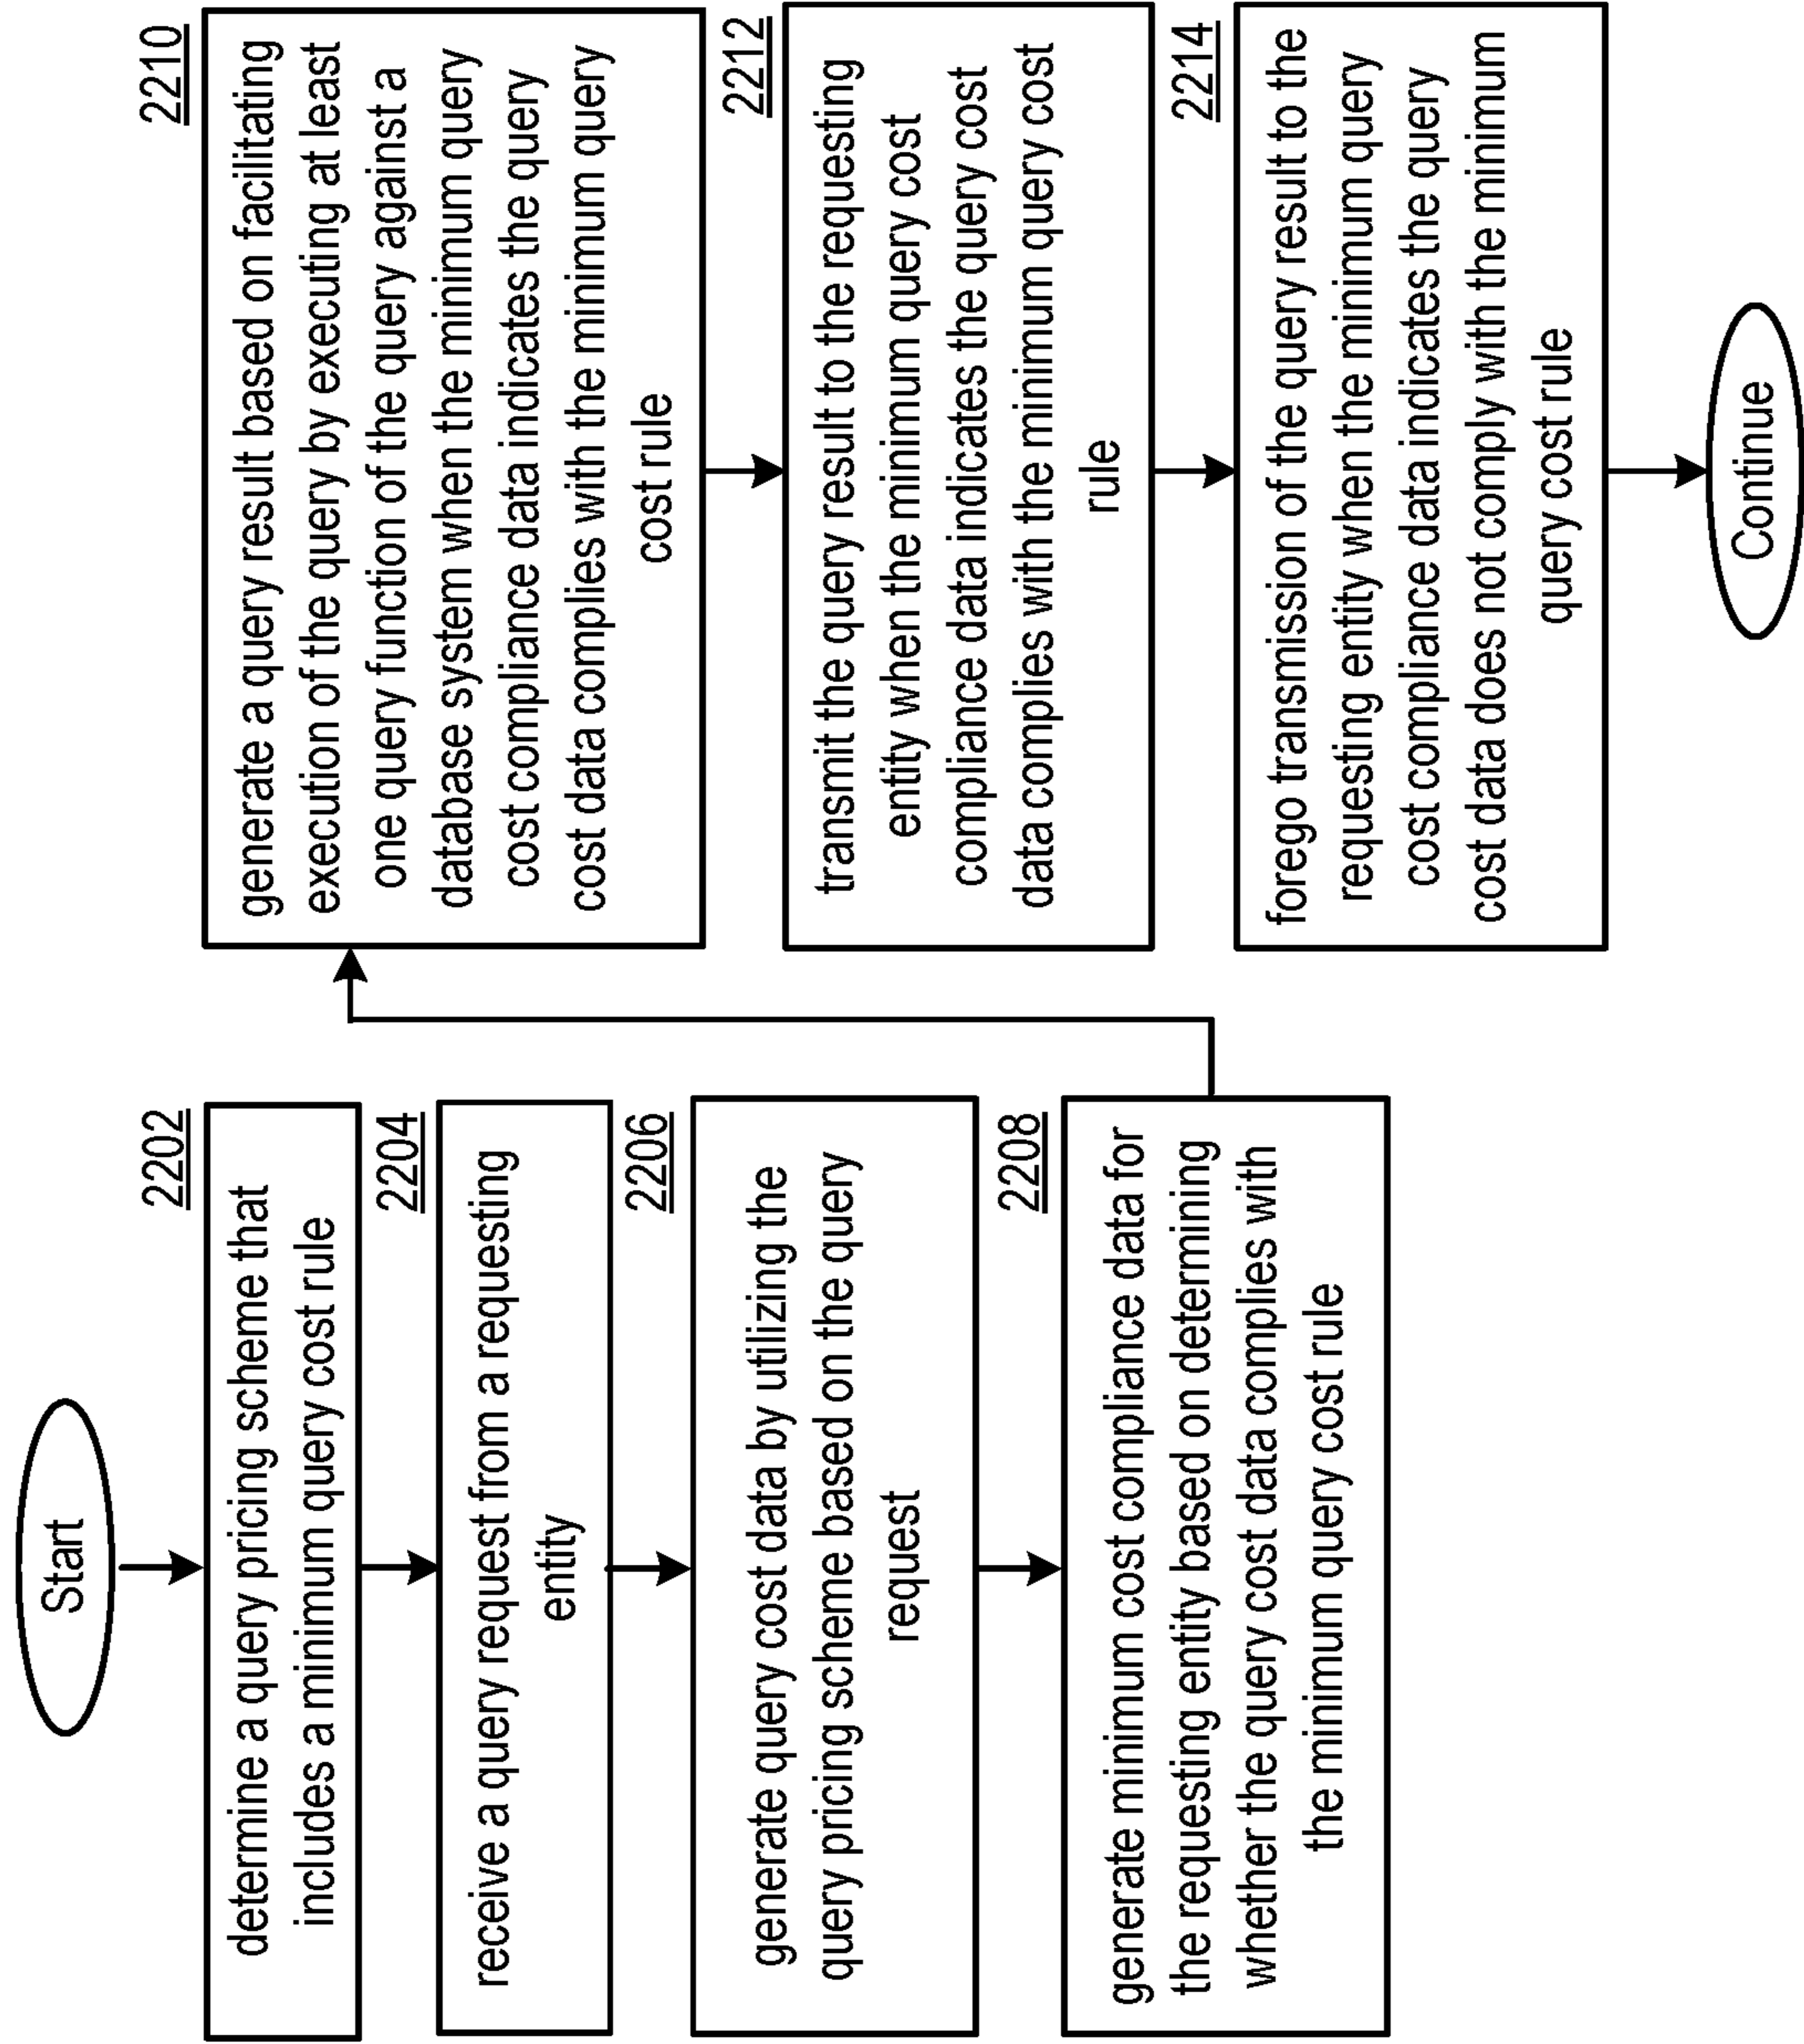 Start
2202
determine a query pricing scheme that
includes a minimum query cost rule
2204
receive a query request from a requesting
entity
2206
generate query cost data by utilizing the
query pricing scheme based on the query
request
2208
generate minimum cost compliance data for
the requesting entity based on determining
whether the query cost data complies with
the minimum query cost rule
2210
generate a query result based on facilitating
execution of the query by executing at least
one query function of the query against a
database system when the minimum query
cost compliance data indicates the query
cost data complies with the minimum query
cost rule
2212
transmit the query result to the requesting
entity when the minimum query cost
compliance data indicates the query cost
data complies with the minimum query cost
rule
2214
forego transmission of the query result to the
requesting entity when the minimum query
cost compliance data indicates the query
cost data does not comply with the minimum
query cost rule
Continue